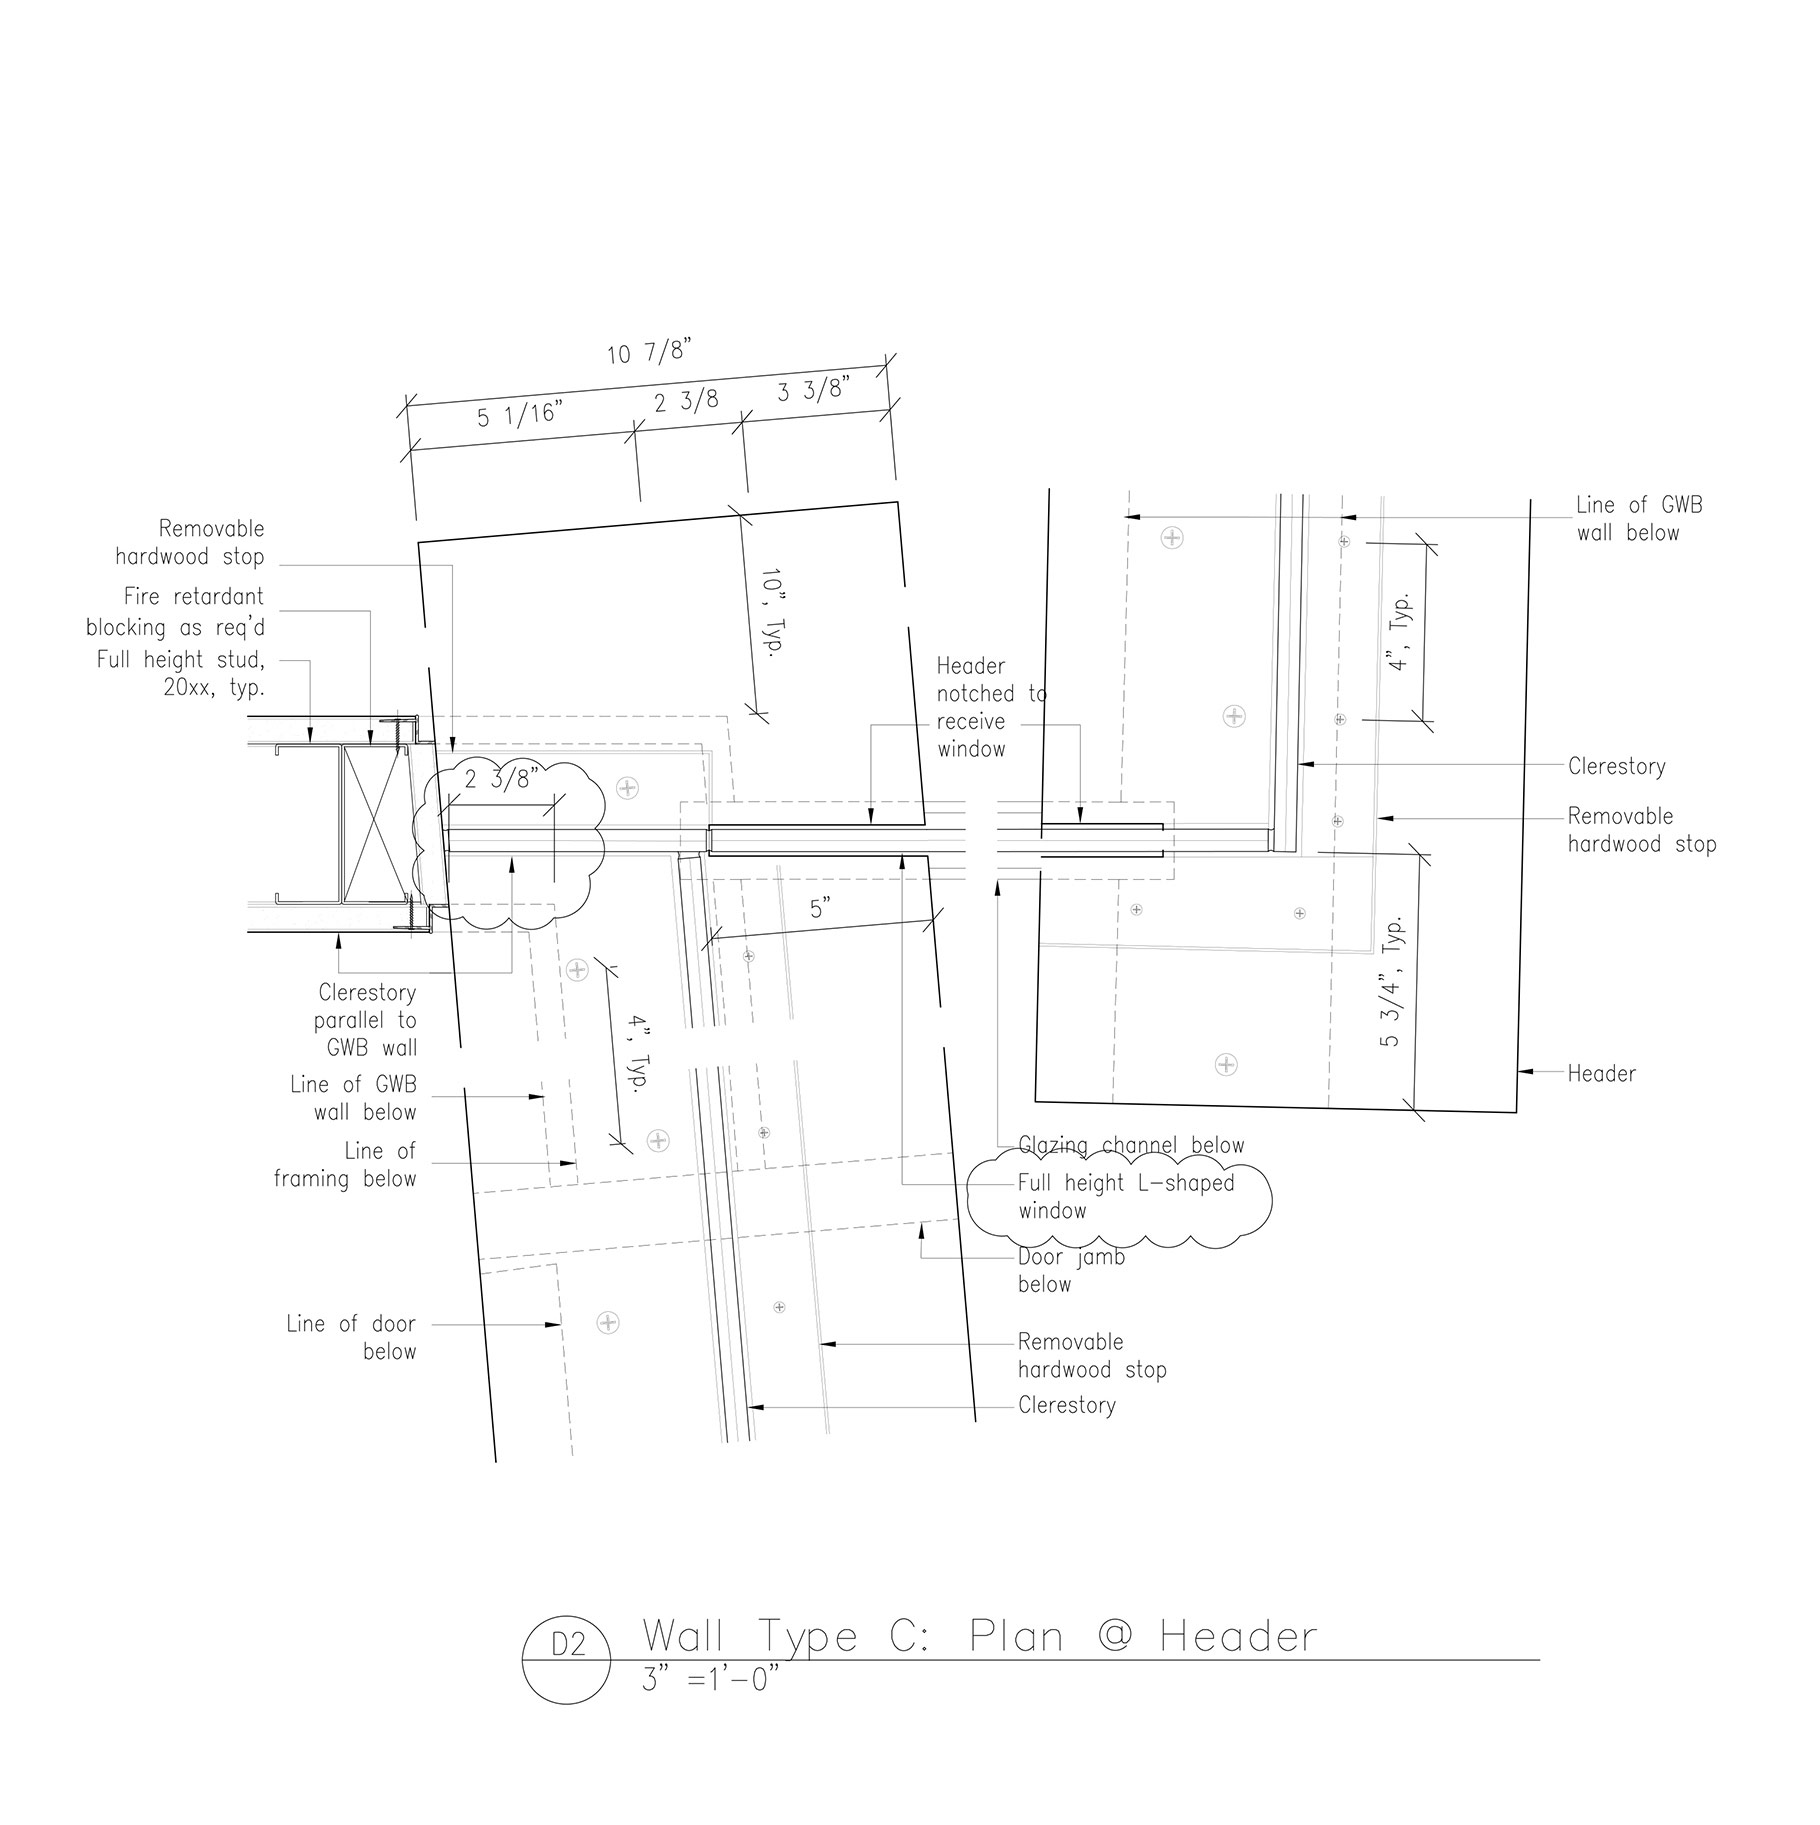 10 7/8”
5 1/16”
2 3/8
3 3/8”
10”, Typ.
Removable
hardwood stop
Fire retardant
blocking as req’d
Full height stud,
20xx, typ.
2 3/8”
Header
notched to
receive
window
Line of GWB
wall below
4”, Typ.
Clerestory
Removable
hardwood stop
5”
5 3/4”, Typ.
Header
Clerestory
parallel to
GWB wall
4”, Typ.
Line of GWB
wall below
Line of
framing below
Line of door
below
Glazing channel below
Full height L-shaped
window
Door jamb
below
Removable
hardwood stop
Clerestory
D2
Wall Type C: Plan @ Header
3” =1’-0”